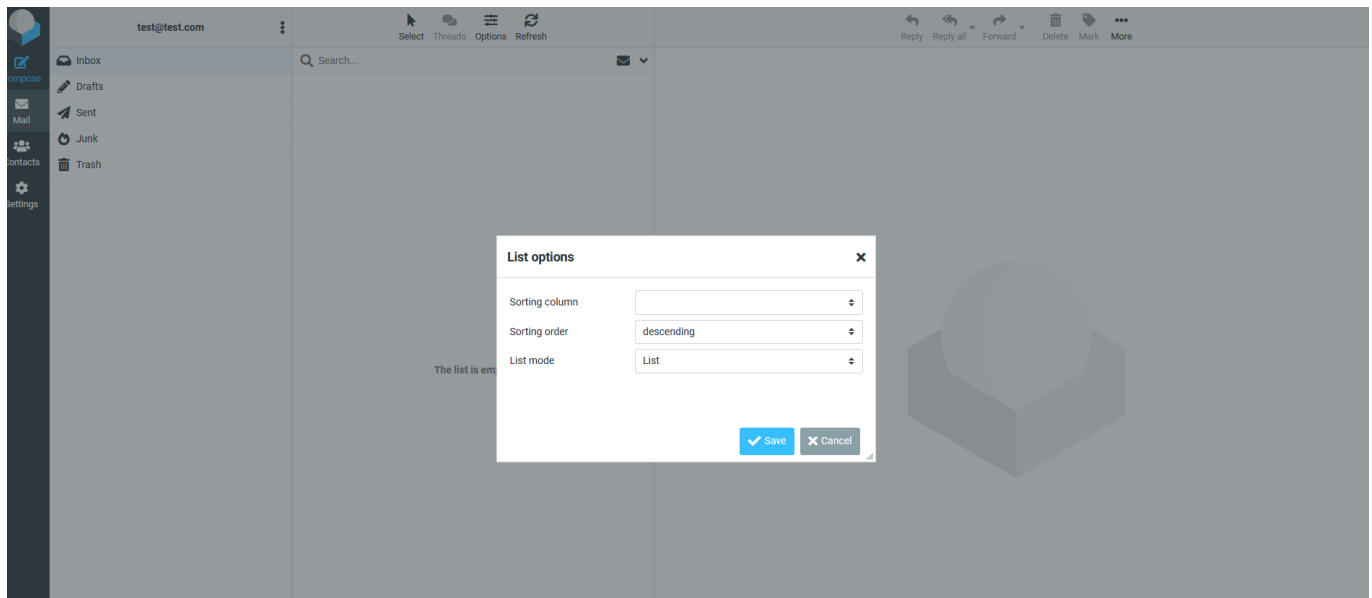 test@test.com
Select Threads Options Refresh
Reply Reply all Forward Delete Mark More
ompose
Mail
ontacts
Settings
Inbox
Drafts
Sent
Junk
Trash
Search...
The list is em
List options
Sorting column
Sorting order descending
List mode List
Save Cancel